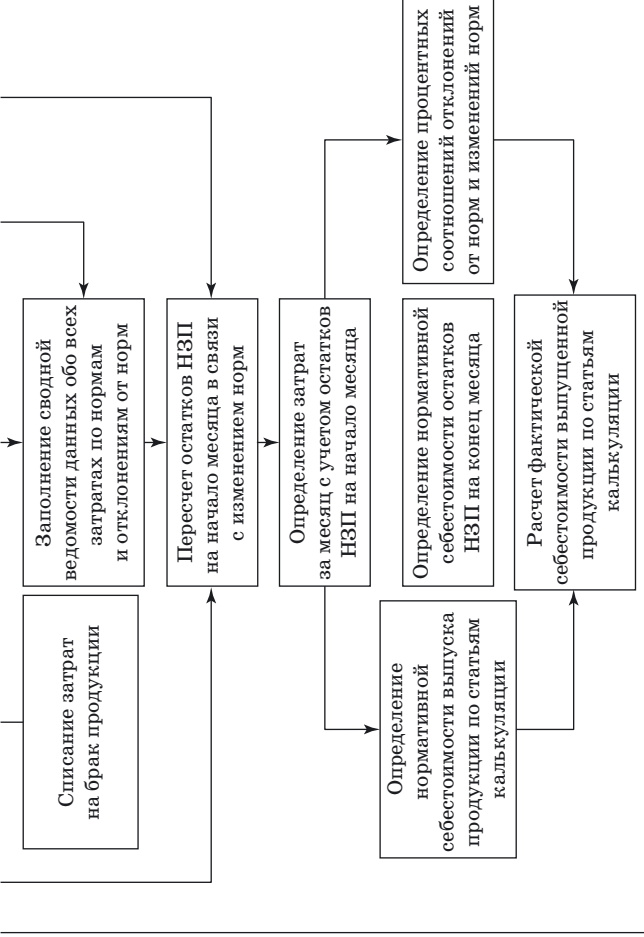 Списание затрат
на брак продукции
Заполнение сводной
ведомости данных обо всех
затратах по нормам
и отклонениям от норм
Пересчет остатков НЗП
на начало месяца в связи
с изменением норм
Определение затрат
за месяц с учетом остатков
НЗП на начало месяца
Определение
нормативной
себестоимости выпуска
продукции по статьям
калькуляции
Определение нормативной
себестоимости остатков
НЗП на конец месяца
Определение процентных
соотношений отклонений
от норм и изменений норм
Расчет фактической
себестоимости выпущенной
продукции по статьям
калькуляции